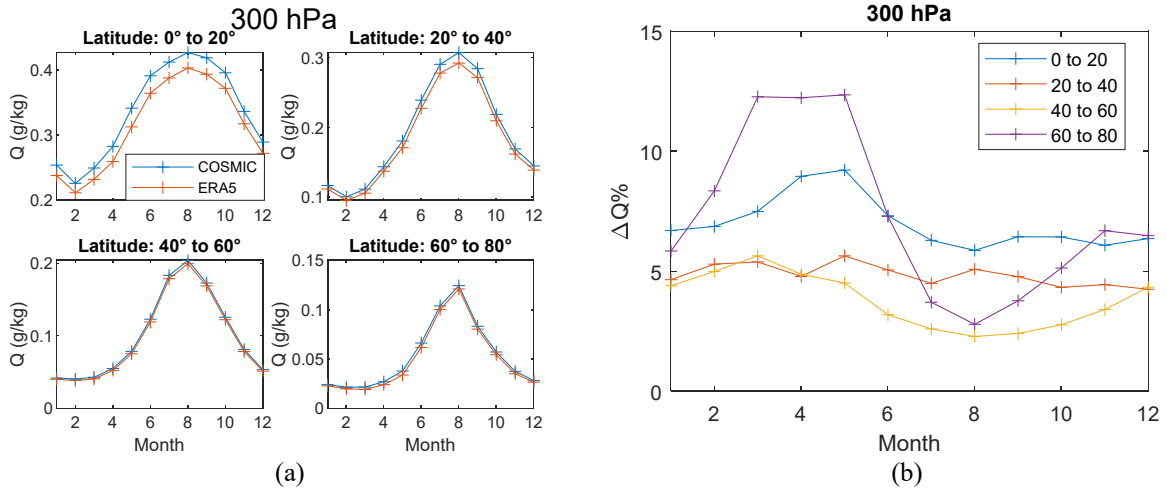 300 hPa
Latitude: 0° to 20°
Latitude: 20° to 40°
Q (g/kg)
0.4
0.3
0.2
COSMIC
ERA5
2 4 6 8 10 12
Q (g/kg)
0.3
0.2
0.1
2 4 6 8 10 12
Latitude: 40° to 60°
Latitude: 60° to 80°
Q (g/kg)
0.2
0.1
0
2 4 6 8 10 12
Month
Q (g/kg)
0.15
0.1
0.05
0
2 4 6 8 10 12
Month
(a)
300 hPa
ΔQ%
15
10
5
0
0 to 20
20 to 40
40 to 60
60 to 80
2 4 6 8 10 12
Month
(b)